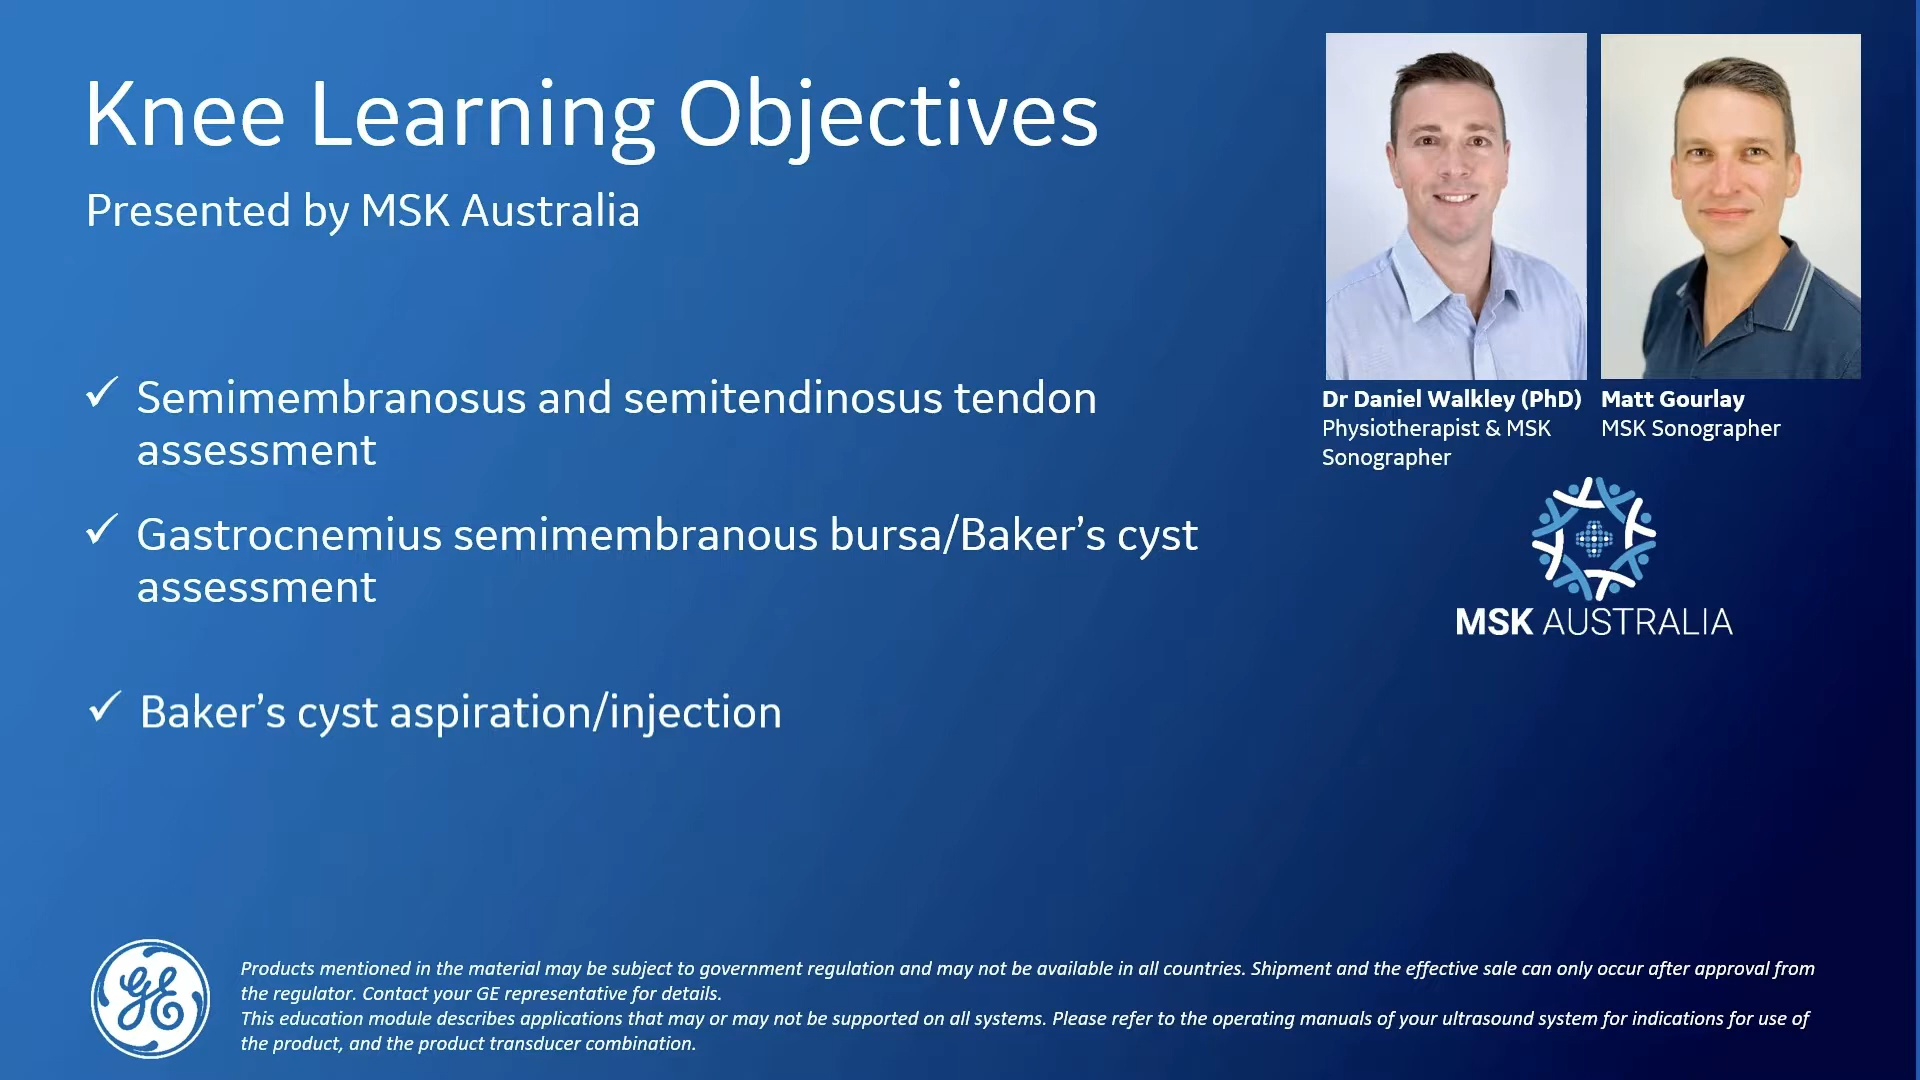 Knee Learning Objectives
Presented by MSK Australia
✓ Semimembranosus and semitendinosus tendon
assessment
✓ Gastrocnemius semimembranous bursa/Baker’s cyst
assessment
✓ Baker’s cyst aspiration/injection
Dr Daniel Walkley (PhD)
Physiotherapist & MSK
Sonographer
Matt Gourlay
MSK Sonographer
MSK AUSTRALIA
GE
Products mentioned in the material may be subject to government regulation and may not be available in all countries. Shipment and the effective sale can only occur after approval from
the regulator. Contact your GE representative for details.
This education module describes applications that may or may not be supported on all systems. Please refer to the operating manuals of your ultrasound system for indications for use of
the product, and the product transducer combination.